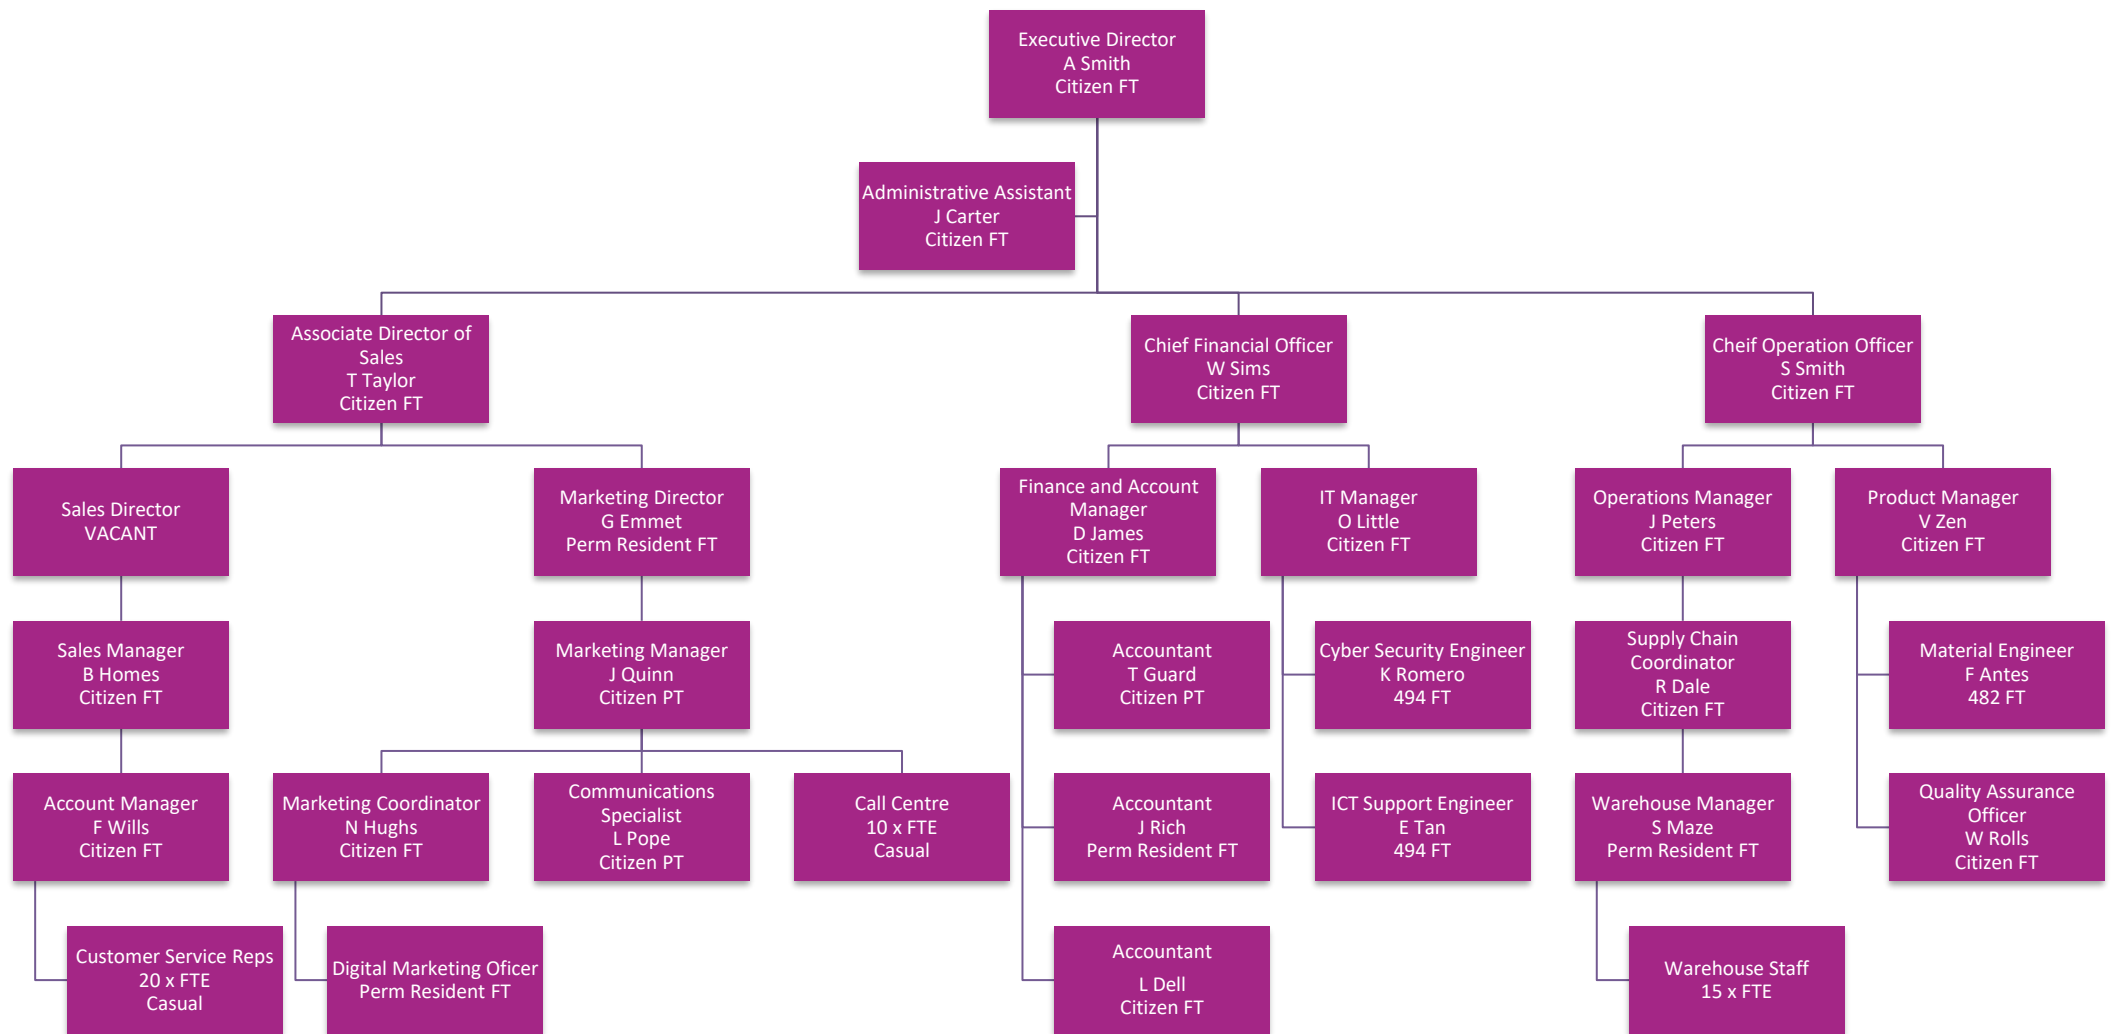 Executive Director
A Smith
Citizen FT
Administrative Assistant
J Carter
Citizen FT
Associate Director of
Sales
T Taylor
Citizen FT
Chief Financial Officer
W Sims
Citizen FT
Cheif Operation Officer
S Smith
Citizen FT
Sales Director
VACANT
Marketing Director
G Emmet
Perm Resident FT
Finance and Account
Manager
D James
Citizen FT
IT Manager
O Little
Citizen FT
Operations Manager
J Peters
Citizen FT
Product Manager
V Zen
Citizen FT
Sales Manager
B Homes
Citizen FT
Marketing Manager
J Quinn
Citizen PT
Accountant
T Guard
Citizen PT
Cyber Security Engineer
K Romero
494 FT
Supply Chain
Coordinator
R Dale
Citizen FT
Material Engineer
F Antes
482 FT
Account Manager
F Wills
Citizen FT
Marketing Coordinator
N Hughs
Citizen FT
Communications
Specialist
L Pope
Citizen PT
Call Centre
10 x FTE
Casual
Accountant
J Rich
Perm Resident FT
ICT Support Engineer
E Tan
494 FT
Warehouse Manager
S Maze
Perm Resident FT
Quality Assurance
Officer
W Rolls
Citizen FT
Customer Service Reps
20 x FTE
Casual
Digital Marketing Oficer
Perm Resident FT
Accountant
L Dell
Citizen FT
Warehouse Staff
15 x FTE